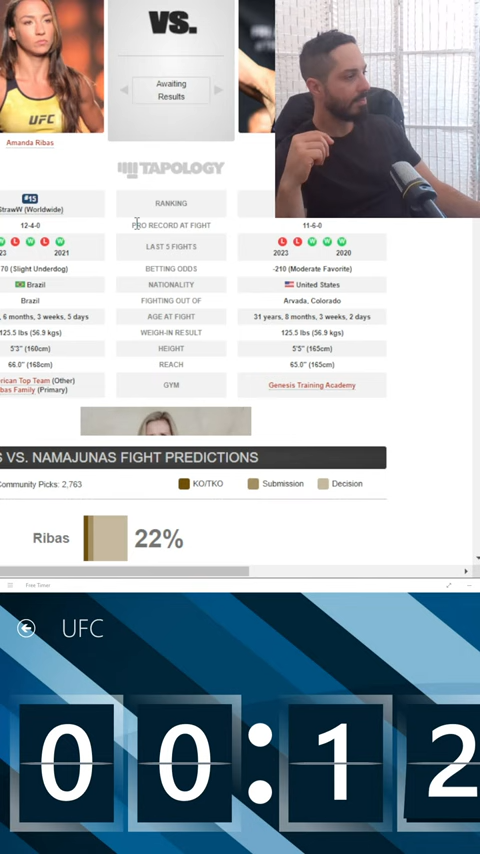 VS.
UFC
Awaiting
Results
Amanda Ribas
TAPOLOGY
#15
StrawW (Worldwide)
RANKING
12-4-0
PRO RECORD AT FIGHT
11-6-0
W L W L W
LAST 5 FIGHTS
L L W W L
23 2021
2023 2020
70 (Slight Underdog)
BETTING ODDS
-210 (Moderate Favorite)
Brazil
NATIONALITY
United States
Brazil
FIGHTING OUT OF
Arvada, Colorado
, 6 months, 3 weeks, 5 days
AGE AT FIGHT
31 years, 8 months, 3 weeks, 2 days
125.5 lbs (56.9 kgs)
WEIGH-IN RESULT
125.5 lbs (56.9 kgs)
5'3" (160cm)
HEIGHT
5'5" (165cm)
66.0" (168cm)
REACH
65.0" (165cm)
rican Top Team (Other)
bas Family (Primary)
GYM
Genesis Training Academy
S VS. NAMAJUNAS FIGHT PREDICTIONS
Community Picks: 2,763
KO/TKO
Submission
Decision
Ribas
22%
Free Timer
UFC
00:12